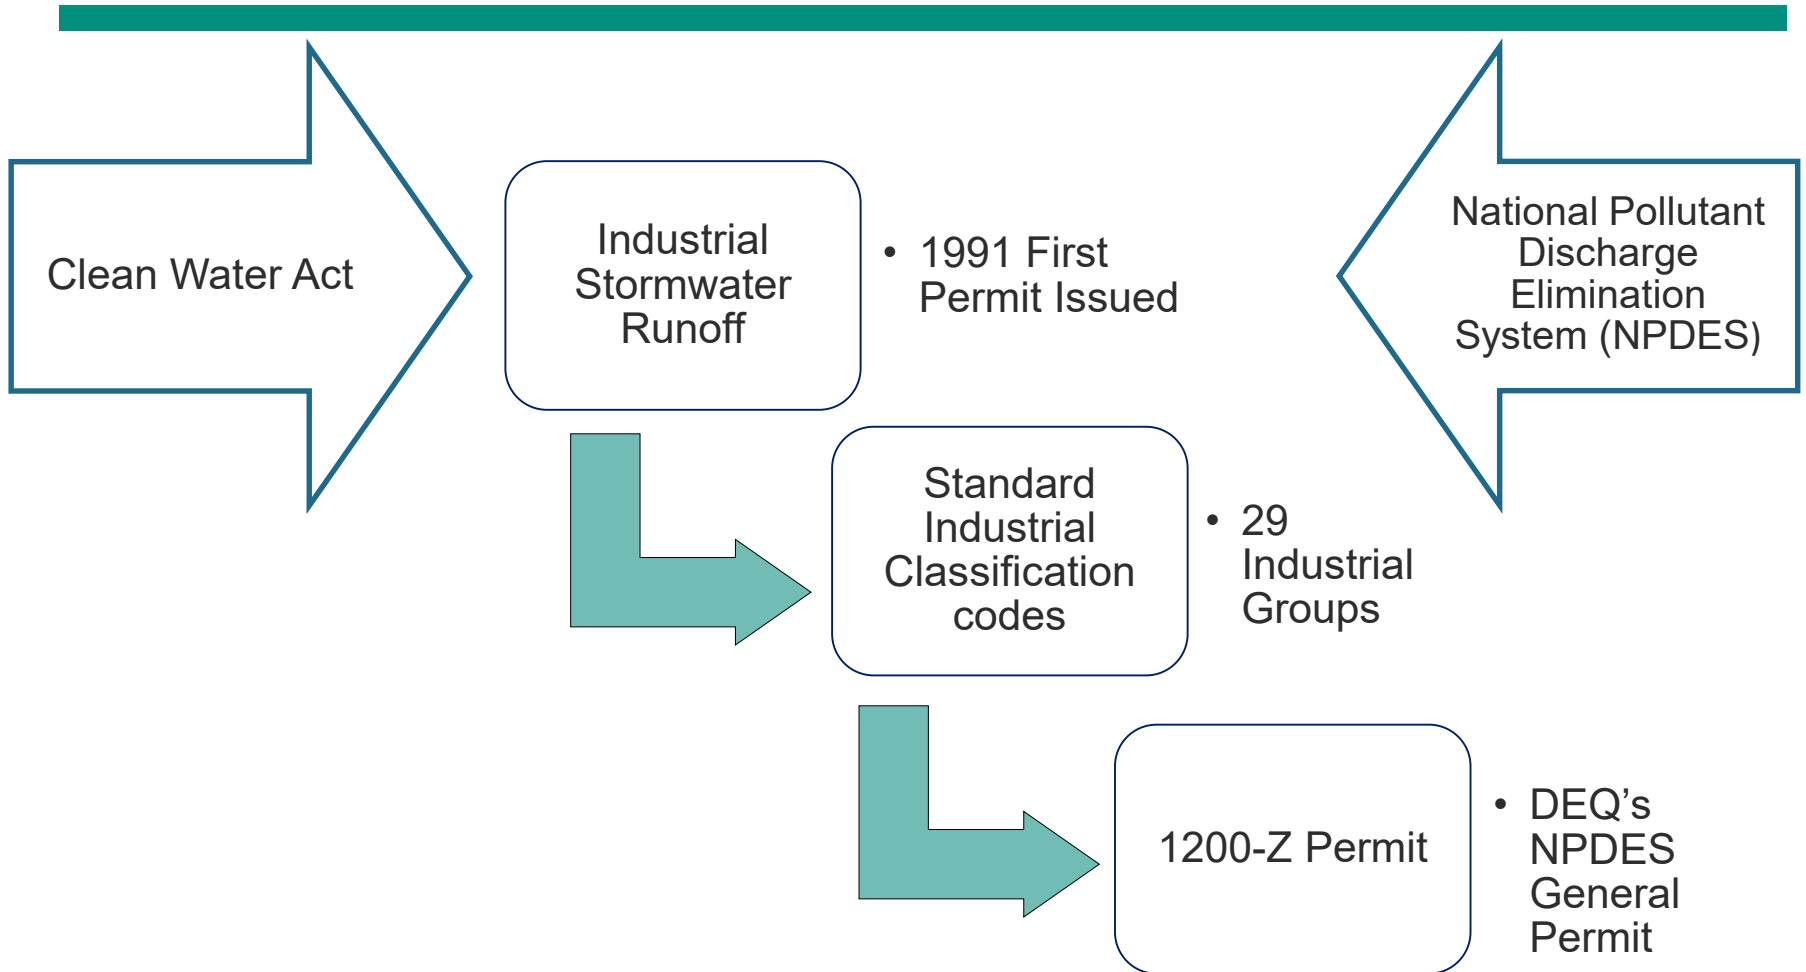 Clean Water Act
Industrial
Stormwater
Runoff
• 1991 First
Permit Issued
National Pollutant
Discharge
Elimination
System (NPDES)
Standard
Industrial
Classification
codes
• 29
Industrial
Groups
1200-Z Permit
• DEQ’s
NPDES
General
Permit